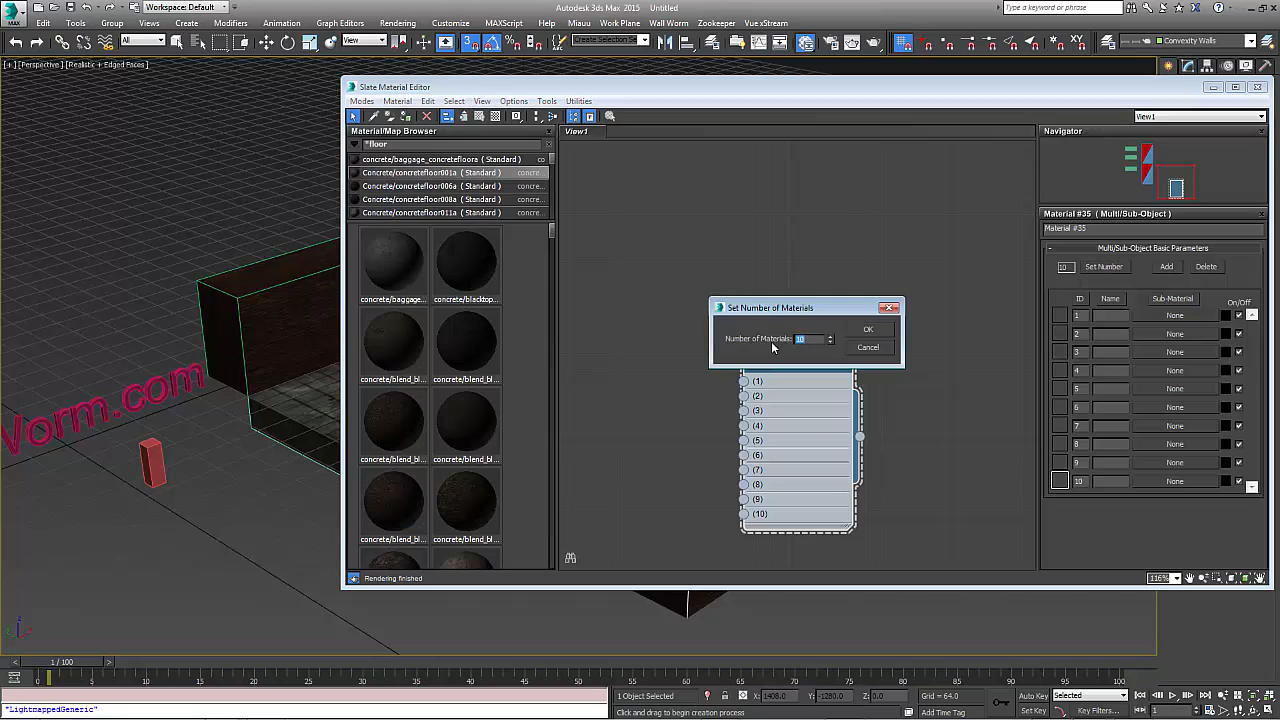 Workspace: Default
Autodesk 3ds Max 2015   Untitled
Type a keyword or phrase
MAX
Edit Tools Group Views Create Modifiers Animation Graph Editors Rendering Customize MAXScript Help Miauu Work Plane Wall Worm Zookeeper Vue xStream
All View Create Selection Se Convexity Walls
[+] [Perspective] [Realistic + Edged Faces]
Slate Material Editor
Modes Material Edit Select View Options Tools Utilities
View1
Material/Map Browser
View1
Navigator
*floor
concrete/baggage_concretefloora ( Standard ) co
Concrete/concretefloor001a ( Standard ) concre...
Concrete/concretefloor006a ( Standard ) concre...
Concrete/concretefloor008a ( Standard ) concre...
Concrete/concretefloor011a ( Standard ) concre...
concrete/baggage... concrete/blacktop...
concrete/blend_bl... concrete/blend_bl...
concrete/blend_bl... concrete/blend_bl...
concrete/blend_bl... concrete/blend_bl...
Material #35 ( Multi/Sub-Object )
Material #35
Multi/Sub-Object Basic Parameters
10 Set Number Add Delete
ID Name Sub-Material On/Off
1 None
2 None
3 None
4 None
5 None
6 None
7 None
8 None
9 None
10 None
Set Number of Materials
Number of Materials: 10
OK
Cancel
(1)
(2)
(3)
(4)
(5)
(6)
(7)
(8)
(9)
(10)
Vorm.com
Rendering finished
116%
1 / 100
0 5 10 15 20 25 30 35 40 45 50 55 60 65 70 75 80 85 90 95 100
1 Object Selected X: 1408.0 Y: -1280.0 Z: 0.0 Grid = 64.0 Auto Key Selected
"LightmappedGeneric"
Click and drag to begin creation process Add Time Tag Set Key Key Filters... 1